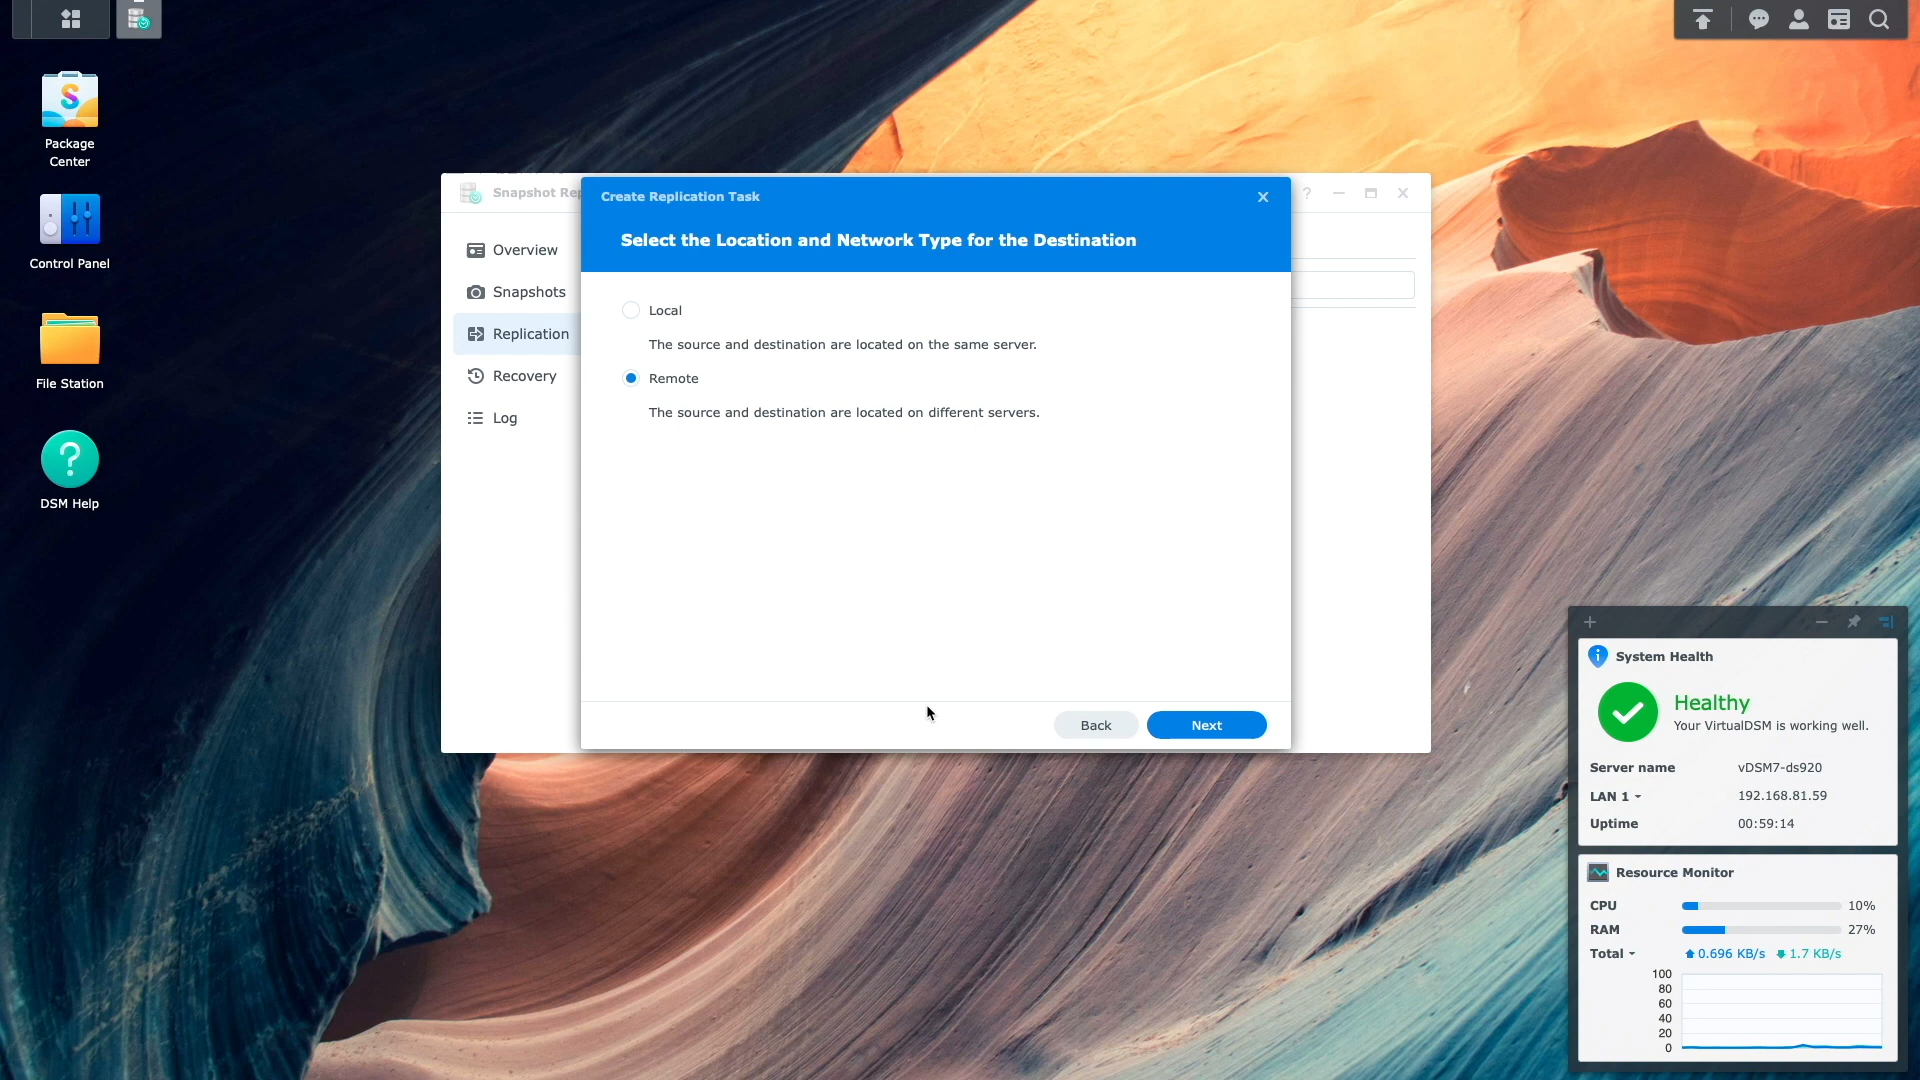 Package
Center
Control Panel
File Station
DSM Help
Snapshot Rep
Overview
Snapshots
Replication
Recovery
Log
Create Replication Task
Select the Location and Network Type for the Destination
Local
The source and destination are located on the same server.
Remote
The source and destination are located on different servers.
Back
Next
System Health
Healthy
Your VirtualDSM is working well.
Server name vDSM7-ds920
LAN 1 192.168.81.59
Uptime 00:59:14
Resource Monitor
CPU 10%
RAM 27%
Total 0.696 KB/s 1.7 KB/s
100
80
60
40
20
0